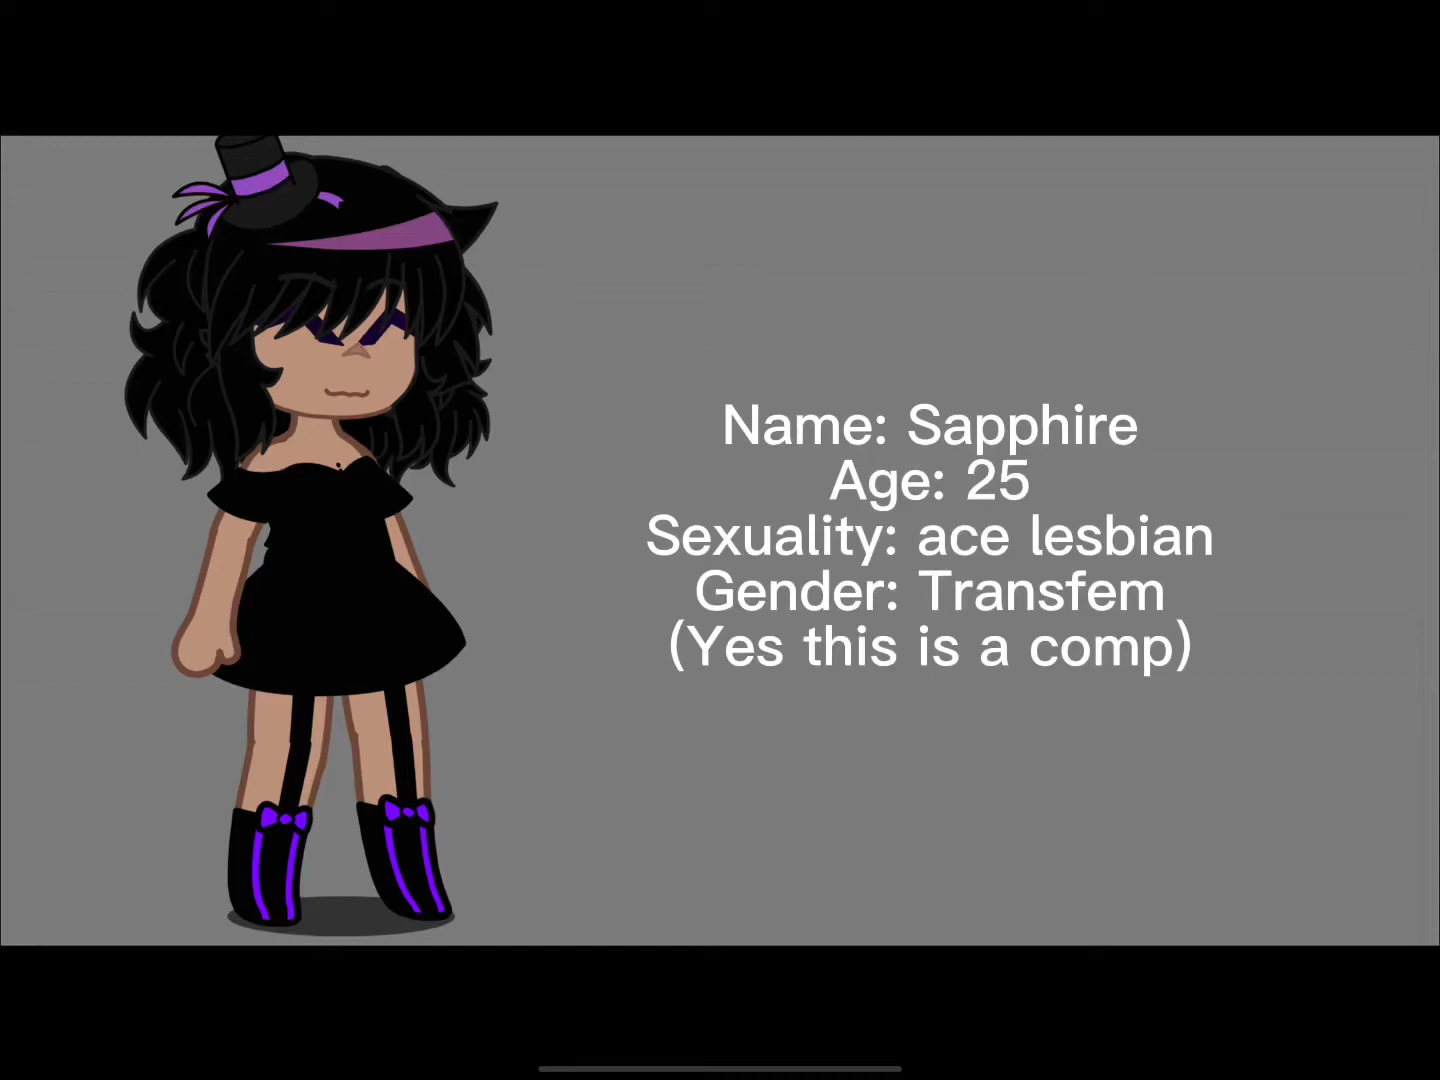 Name: Sapphire
Age: 25
Sexuality: ace lesbian
Gender: Transfem
(Yes this is a comp)